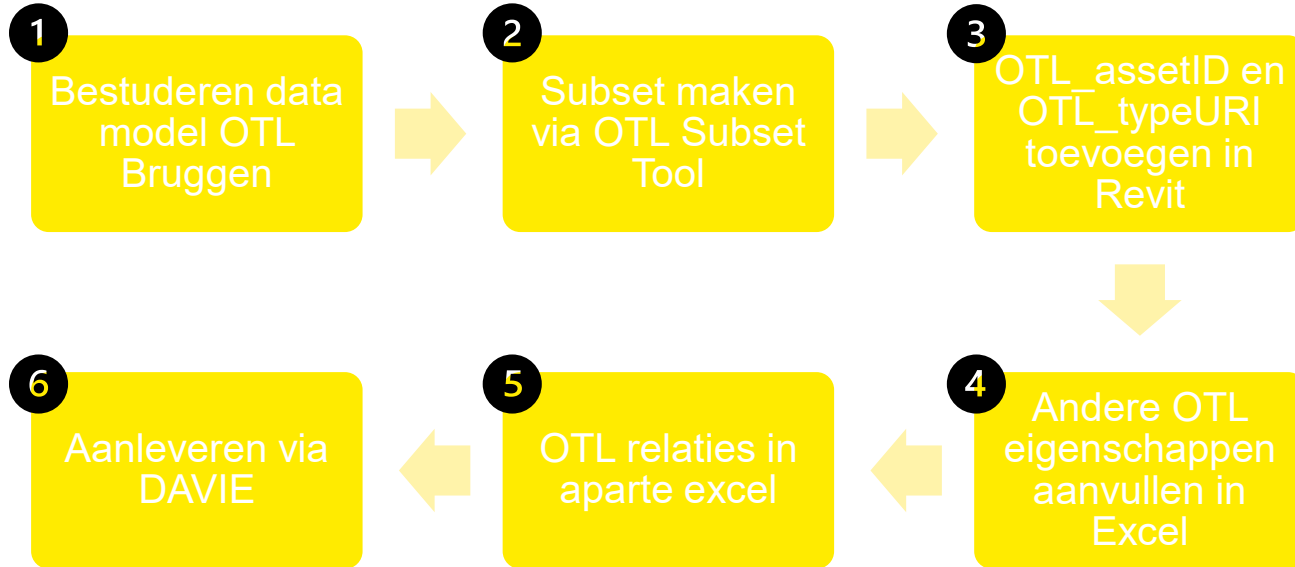 1
Bestuderen data
model OTL
Bruggen
2
Subset maken
via OTL Subset
Tool
3
OTL_assetID en
OTL_typeURI
toevoegen in
Revit
4
Andere OTL
eigenschappen
aanvullen in
Excel
5
OTL relaties in
aparte excel
6
Aanleveren via
DAVIE